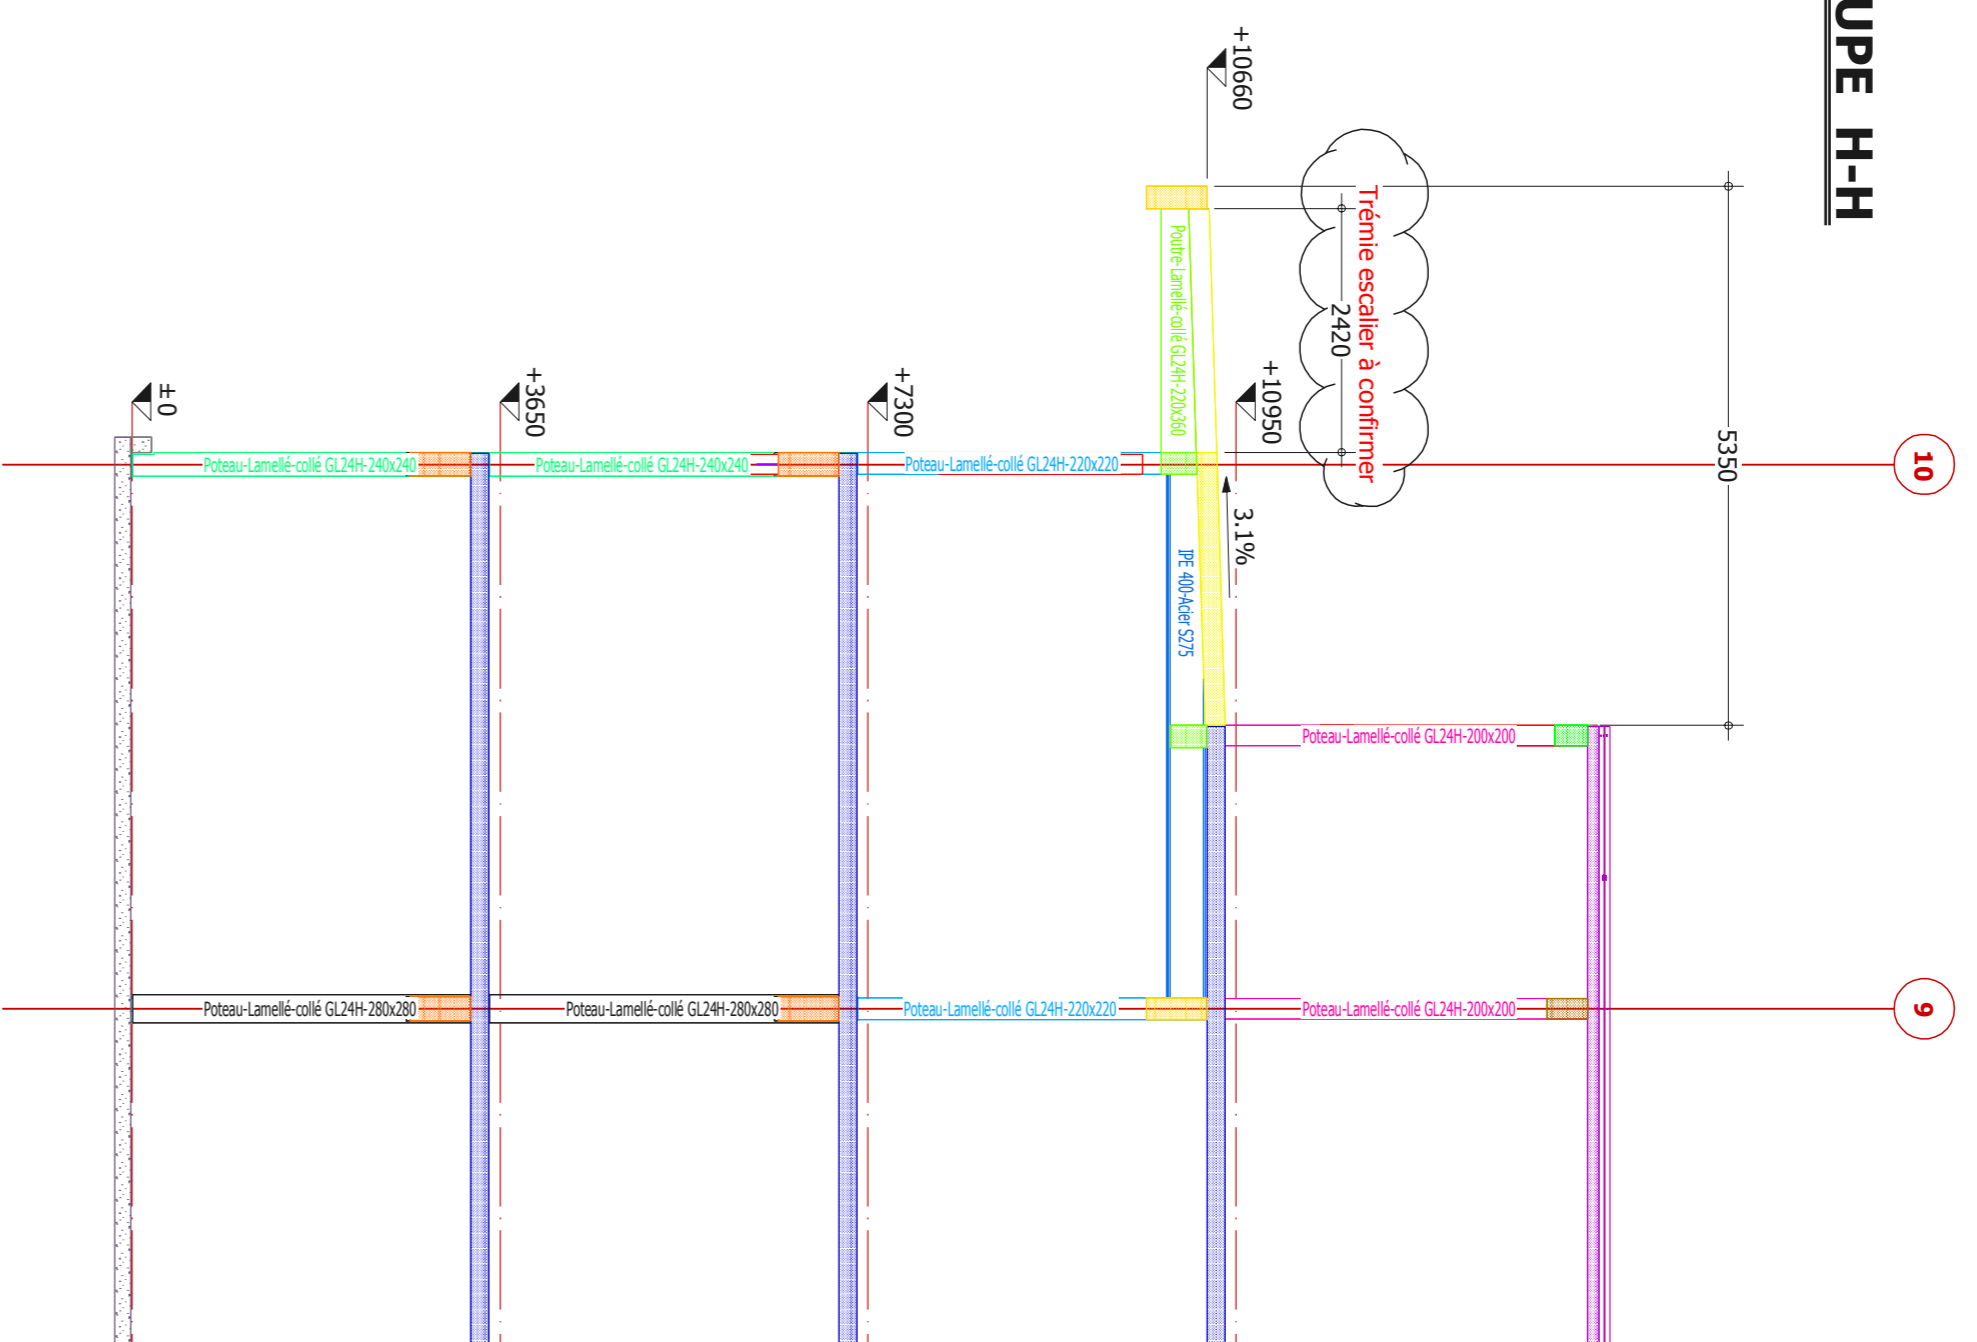 UPE H-H
5350
10
9
Trémie escalier à confirmer
2420
+10660
+10950
3.1%
Poteau-Lamellé-collé GL24H-200x200
Poteau-Lamellé-collé GL24H-200x200
Poutre-Lamellé-collé GL24H-220x360
IPE 400-Acier S275
+7300
Poteau-Lamellé-collé GL24H-220x220
Poteau-Lamellé-collé GL24H-220x220
+3650
Poteau-Lamellé-collé GL24H-240x240
Poteau-Lamellé-collé GL24H-280x280
±0
Poteau-Lamellé-collé GL24H-240x240
Poteau-Lamellé-collé GL24H-280x280